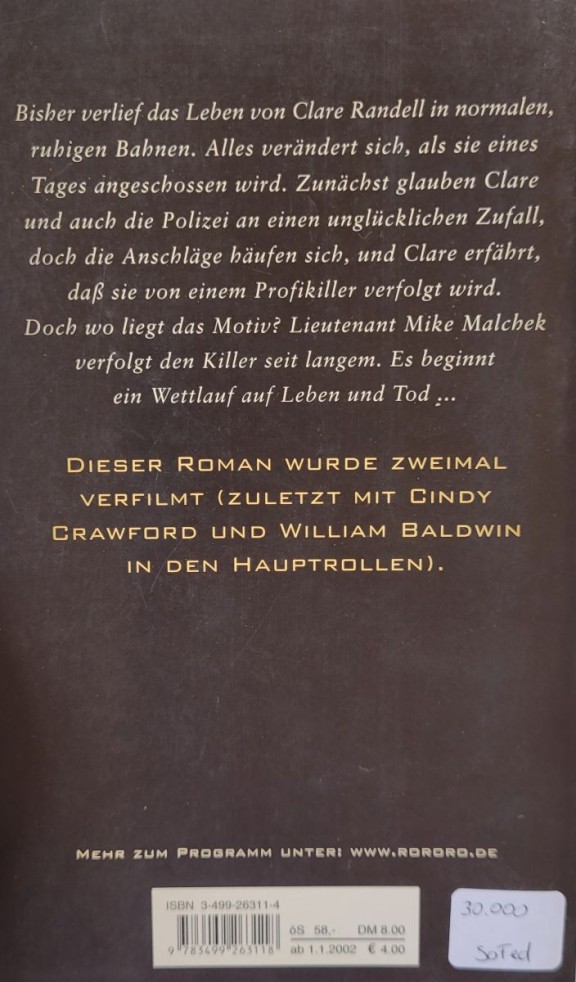 Bisher verlief das Leben von Clare Randell in normalen,
ruhigen Bahnen. Alles verändert sich, als sie eines
Tages angeschossen wird. Zunächst glauben Clare
und auch die Polizei an einen unglücklichen Zufall,
doch die Anschläge häufen sich, und Clare erfährt,
daß sie von einem Profikiller verfolgt wird.
Doch wo liegt das Motiv? Lieutenant Mike Malchek
verfolgt den Killer seit langem. Es beginnt
ein Wettlauf auf Leben und Tod ...
DIESER ROMAN WURDE ZWEIMAL
VERFILMT (ZULETZT MIT CINDY
CRAWFORD UND WILLIAM BALDWIN
IN DEN HAUPTROLLEN).
MEHR ZUM PROGRAMM UNTER: WWW.RORORO.DE
ISBN 3-499-26311-4
öS 58,- DM 8.00
ab 1.1.2002 € 4.00
9 783499 263118
30.000
SoFed